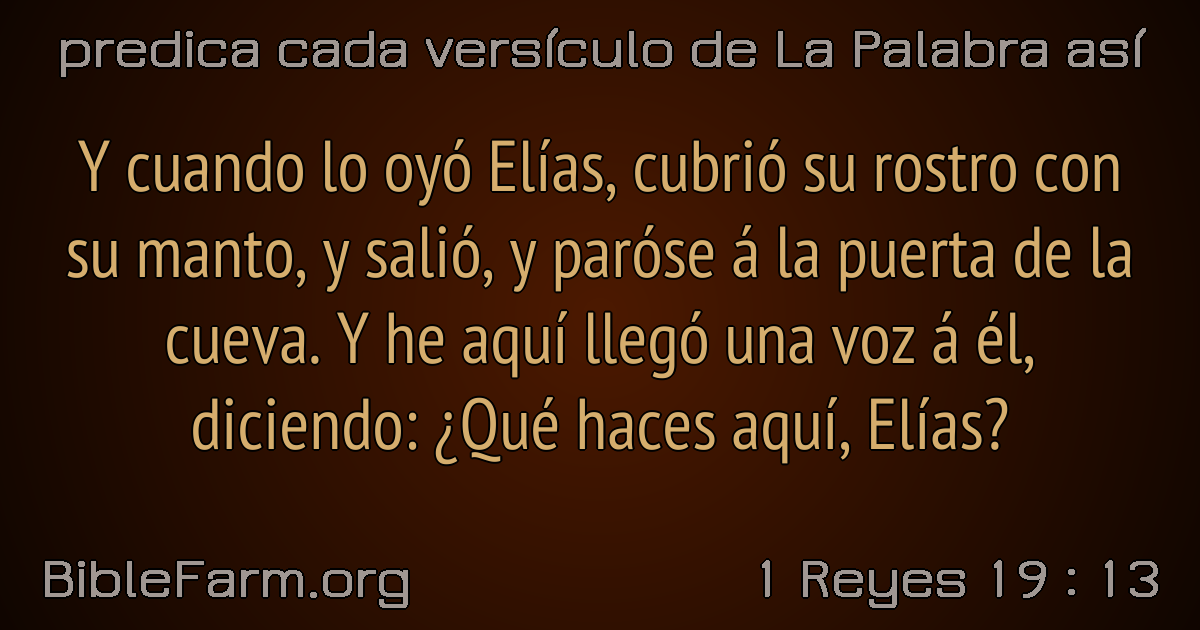 predica cada versículo de La Palabra así
Y cuando lo oyó Elías, cubrió su rostro con
su manto, y salió, y paróse á la puerta de la
cueva. Y he aquí llegó una voz á él,
diciendo: ¿Qué haces aquí, Elías?
BibleFarm.org
1 Reyes 19 : 13